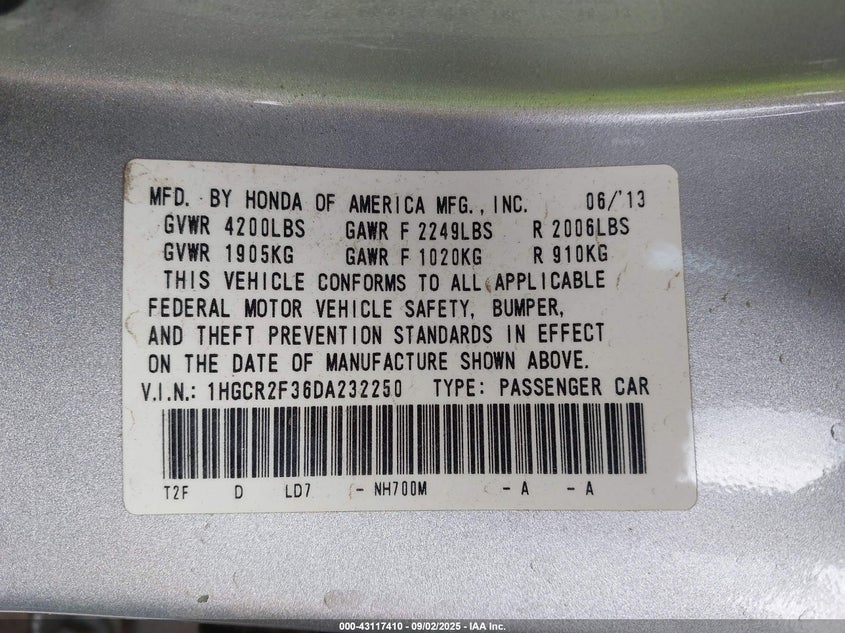 MFD. BY HONDA OF AMERICA MFG., INC. 06/'13
GVWR 4200LBS GAWR F 2249LBS R 2006LBS
GVWR 1905KG GAWR F 1020KG R 910KG
THIS VEHICLE CONFORMS TO ALL APPLICABLE
FEDERAL MOTOR VEHICLE SAFETY, BUMPER,
AND THEFT PREVENTION STANDARDS IN EFFECT
ON THE DATE OF MANUFACTURE SHOWN ABOVE.
V.I.N.: 1HGCR2F36DA232250 TYPE: PASSENGER CAR
T2F D LD7 - NH700M - A - A
000-43117410 - 09/02/2025 - IAA Inc.